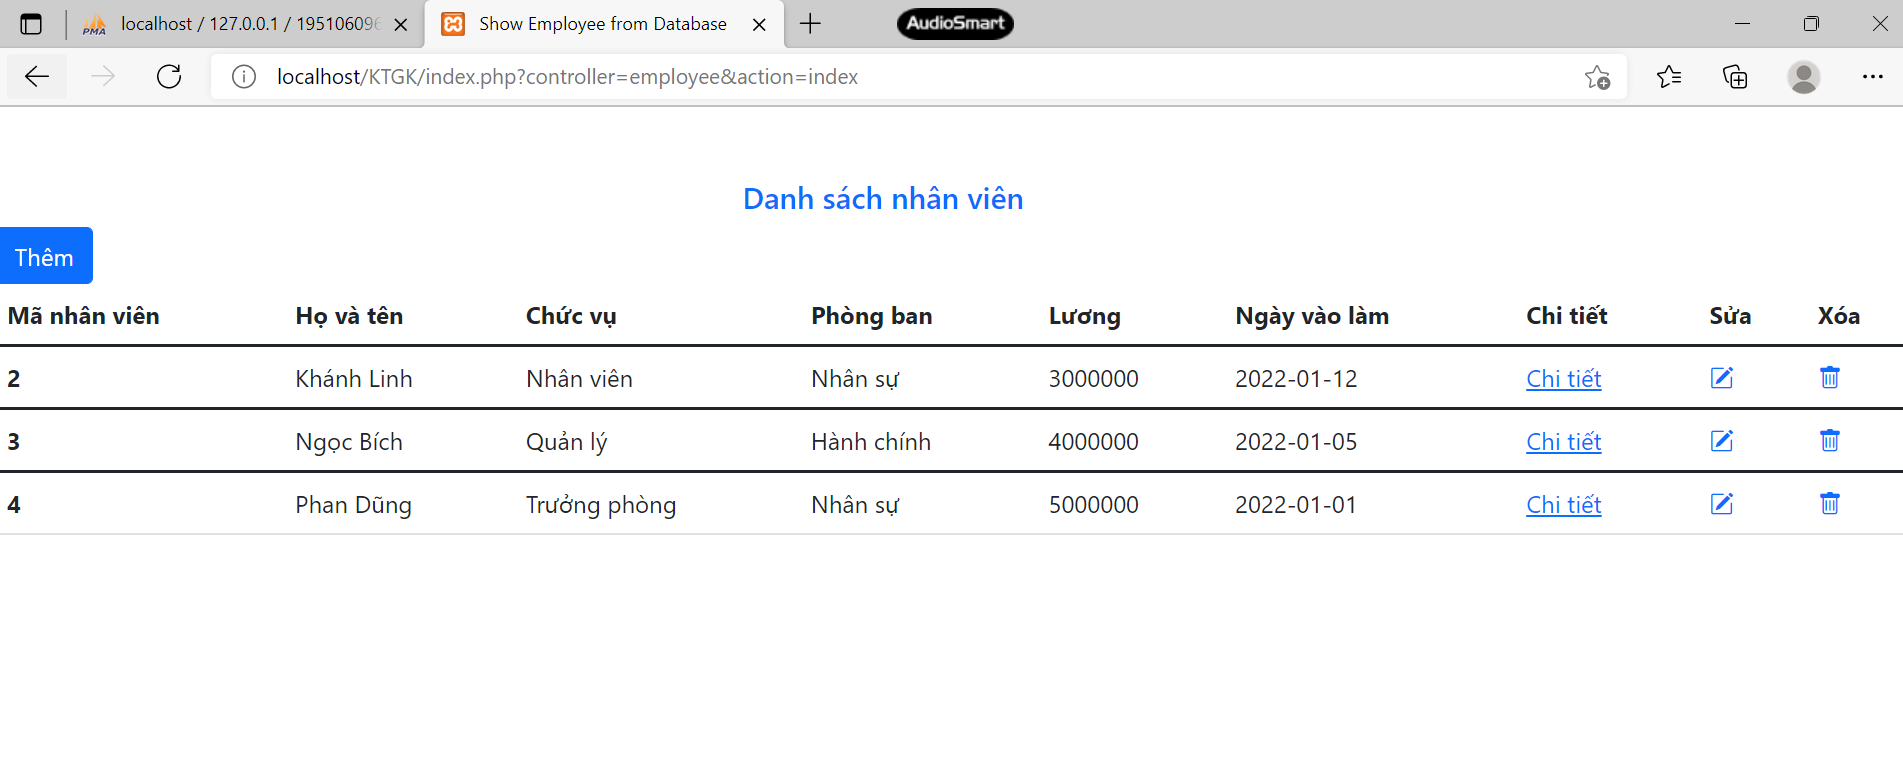 PMA localhost / 127.0.0.1 / 195106096 Show Employee from Database AudioSmart
localhost/KTGK/index.php?controller=employee&action=index
Danh sách nhân viên
Thêm
Mã nhân viên Họ và tên Chức vụ Phòng ban Lương Ngày vào làm Chi tiết Sửa Xóa
2 Khánh Linh Nhân viên Nhân sự 3000000 2022-01-12 Chi tiết
3 Ngọc Bích Quản lý Hành chính 4000000 2022-01-05 Chi tiết
4 Phan Dũng Trưởng phòng Nhân sự 5000000 2022-01-01 Chi tiết